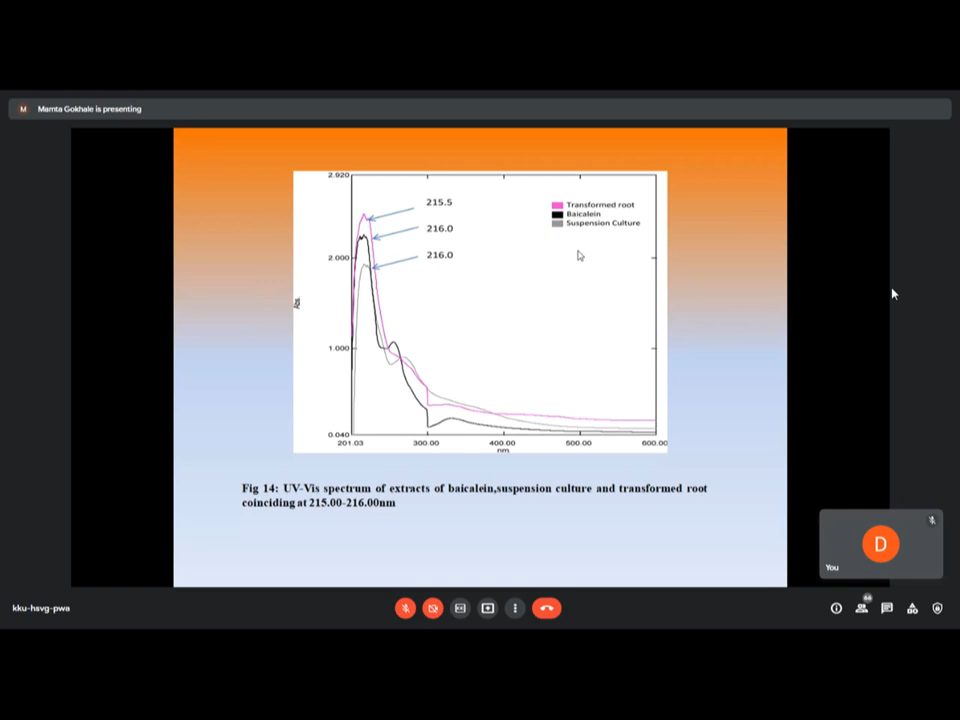 M Mamta Gokhale is presenting
2.920
215.5
Transformed root
Baicalein
216.0
Suspension Culture
2.000
216.0
Abs.
1.000
0.040
201.03 300.00 400.00 500.00 600.00
nm
Fig 14: UV-Vis spectrum of extracts of baicalein,suspension culture and transformed root
coinciding at 215.00-216.00nm
D
You
kku-hsvg-pwa